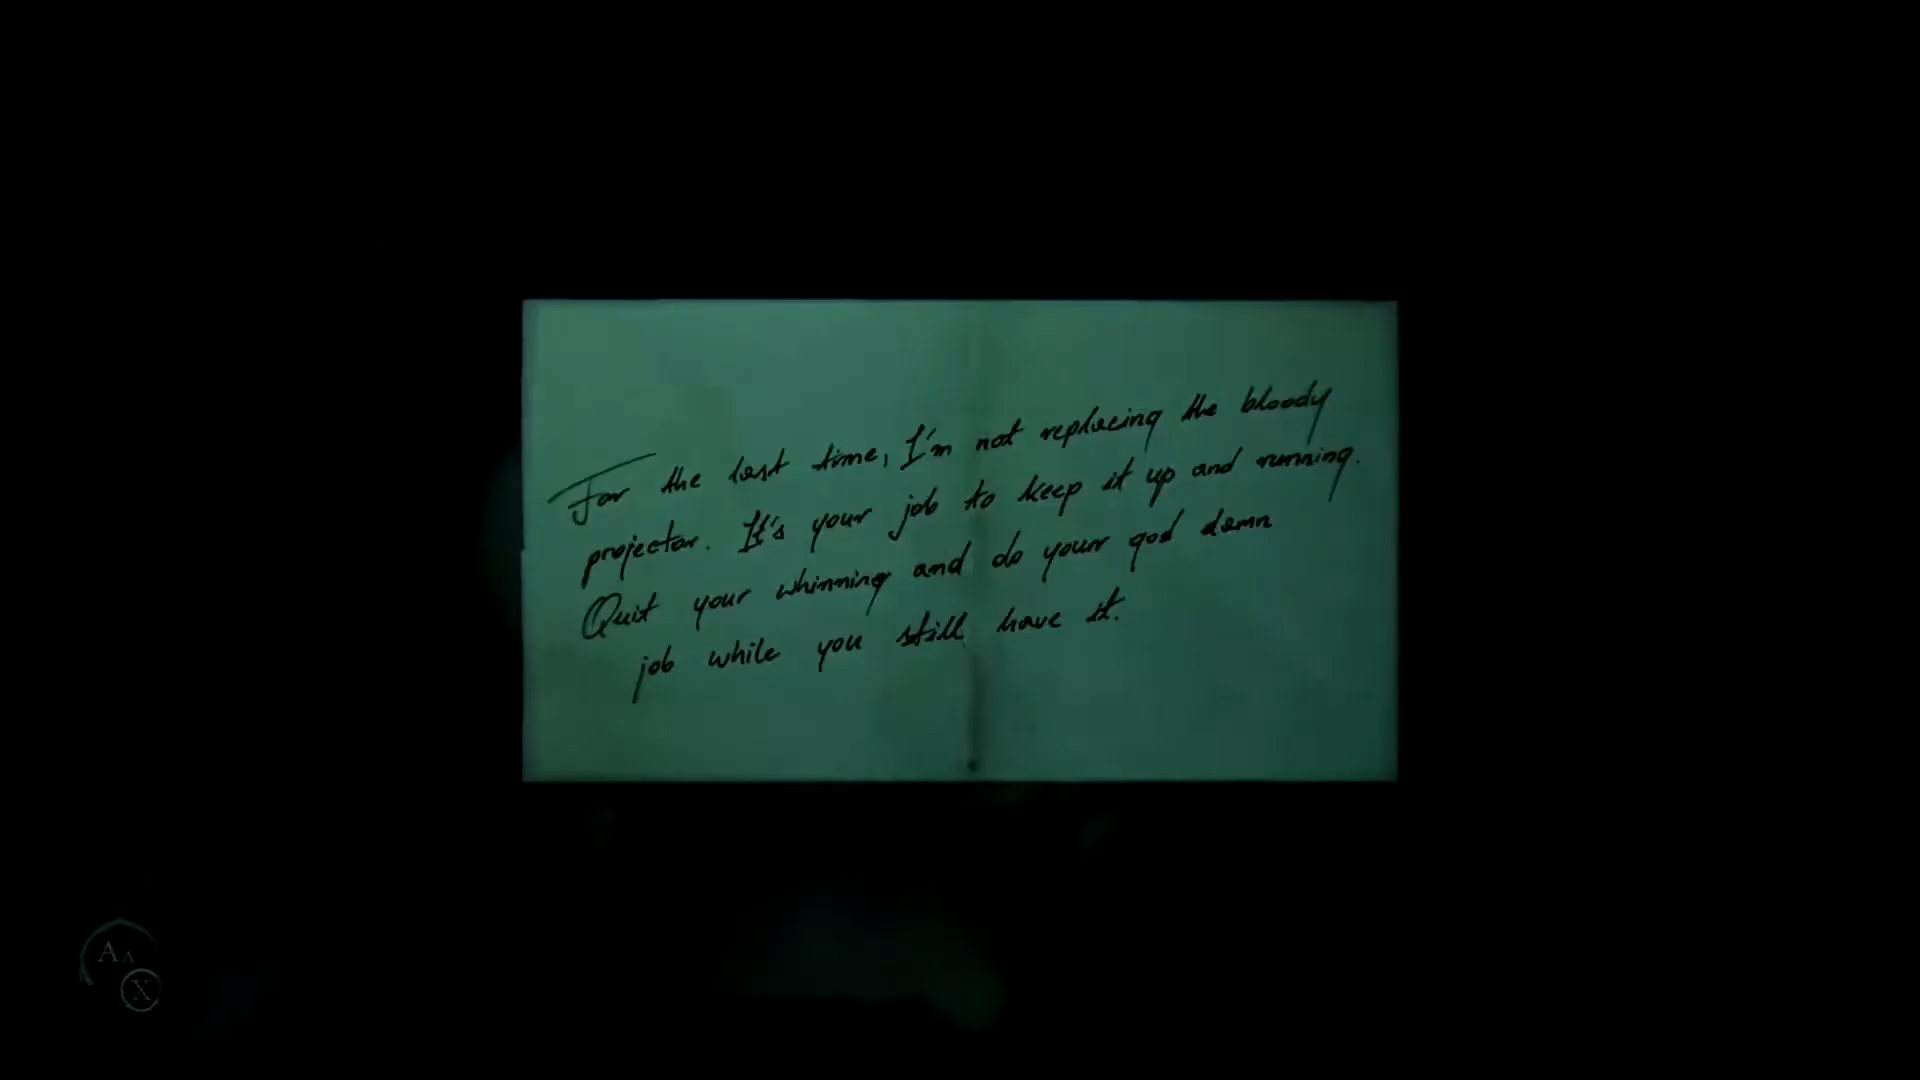 For the last time, I'm not replacing the bloody
projector. It's your job to keep it up and running.
Quit your whinning and do your god damn
job while you still have it.
A A
X